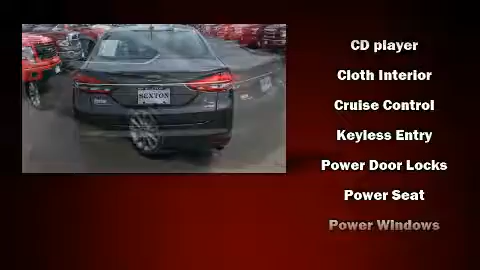 SEXTON
CD player
Cloth Interior
Cruise Control
Keyless Entry
Power Door Locks
Power Seat
Power Windows